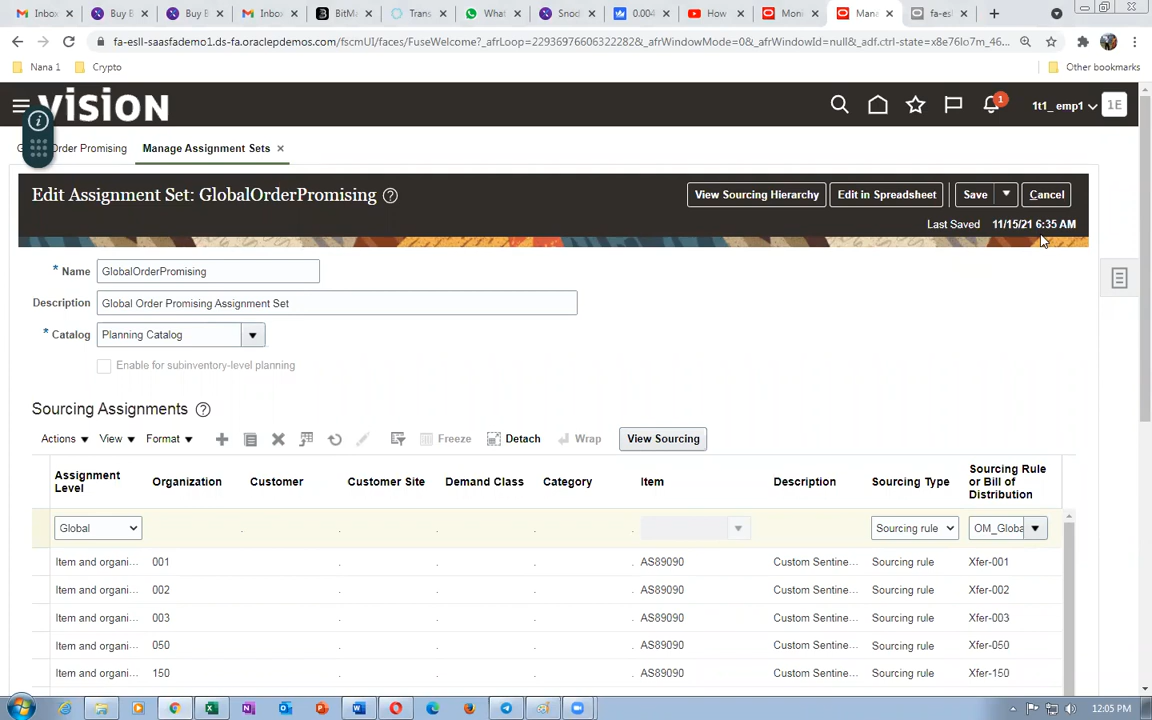 Inbox
Buy B
Buy B
Inbox
BitM
Trans
What
Snod
0.004
How
Mana
fa-es
fa-esll-saasfademo1.ds-fa.oraclepdemos.com/fscmUI/faces/FuseWelcome?_afrLoop=229369766063222282&_afrWindowMode=0&_afrWindowId=null&_adf.ctrl-state=x8e76lo7m_46...
Nana 1 Crypto Other bookmarks
vision
1
1t1_ emp1 1E
Order Promising Manage Assignment Sets
Edit Assignment Set: GlobalOrderPromising
View Sourcing Hierarchy Edit in Spreadsheet Save Cancel
Last Saved 11/15/21 6:35 AM
* Name GlobalOrderPromising
Description Global Order Promising Assignment Set
* Catalog Planning Catalog
Enable for subinventory-level planning
Sourcing Assignments
Actions View Format Freeze Detach Wrap View Sourcing
Assignment Level Organization Customer Customer Site Demand Class Category Item Description Sourcing Type Sourcing Rule or Bill of Distribution
Global Sourcing rule OM_Globa
Item and organi... 001 AS89090 Custom Sentine... Sourcing rule Xfer-001
Item and organi... 002 AS89090 Custom Sentine... Sourcing rule Xfer-002
Item and organi... 003 AS89090 Custom Sentine... Sourcing rule Xfer-003
Item and organi... 050 AS89090 Custom Sentine... Sourcing rule Xfer-050
Item and organi... 150 AS89090 Custom Sentine... Sourcing rule Xfer-150
12:05 PM